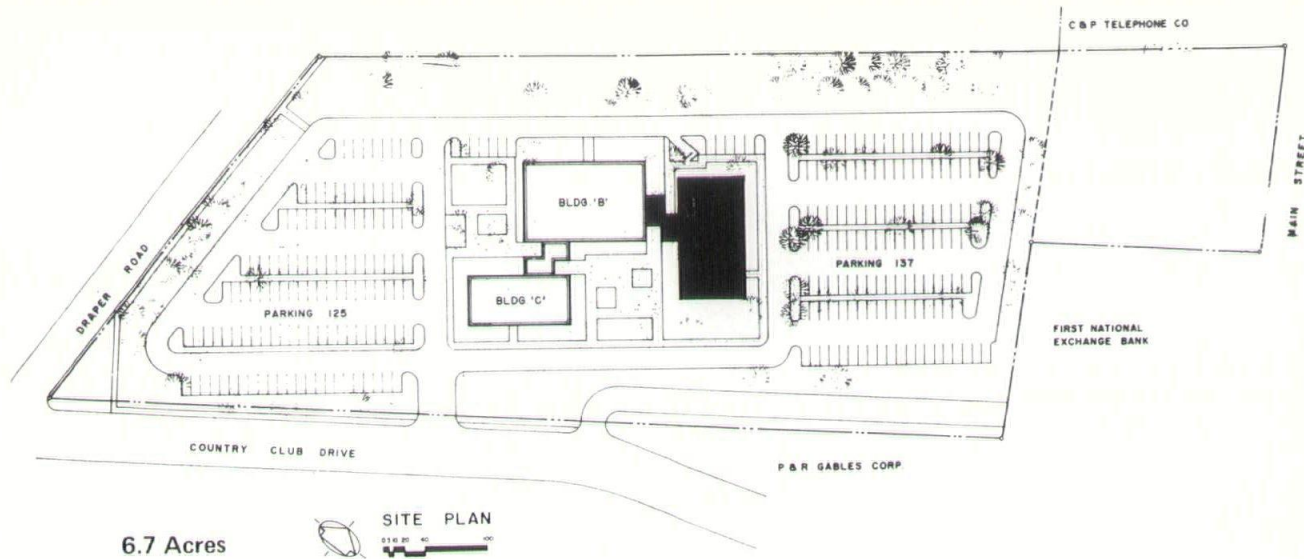 C & P TELEPHONE CO
MAIN STREET
DRAPER ROAD
BLDG. 'B'
BLDG. 'C'
PARKING 137
PARKING 125
FIRST NATIONAL
EXCHANGE BANK
COUNTRY CLUB DRIVE
P & R GABLES CORP
SITE PLAN
6.7 Acres